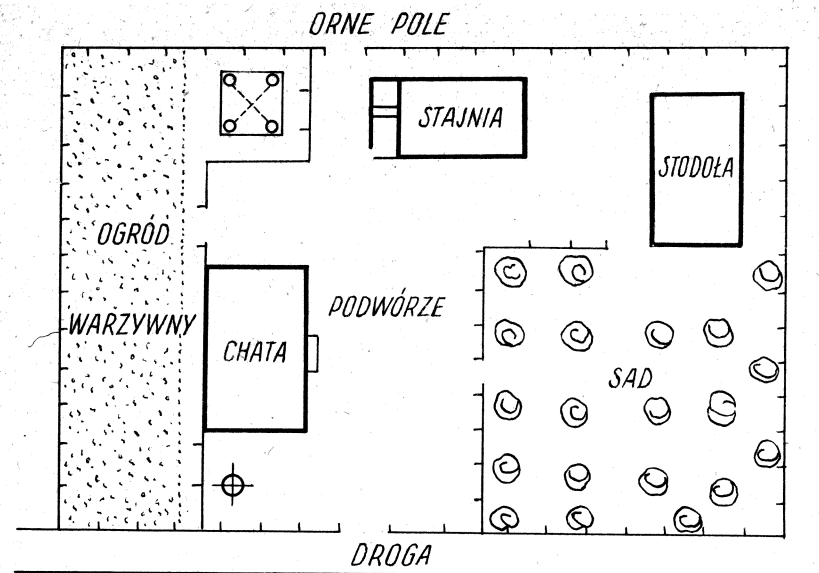 ORNE POLE
STAJNIA
STODOŁA
OGRÓD
WARZYWNY
PODWÓRZE
CHATA
SAD
DROGA